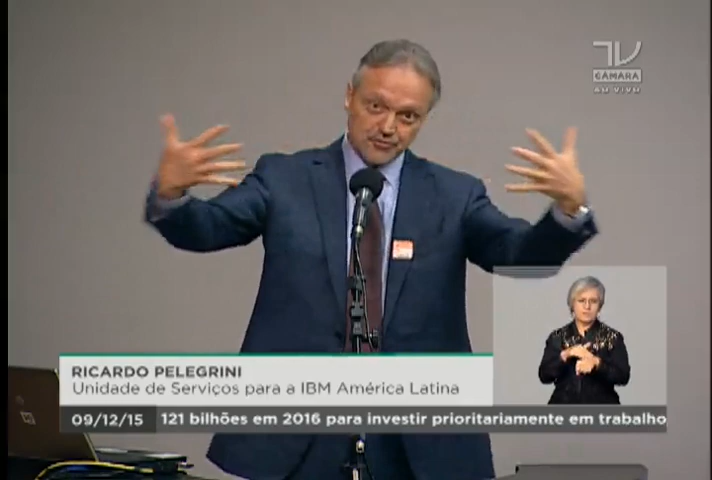 TV
CÂMARA
AO VIVO
RICARDO PELEGRINI
Unidade de Serviços para a IBM América Latina
09/12/15 121 bilhões em 2016 para investir prioritariamente em trabalho